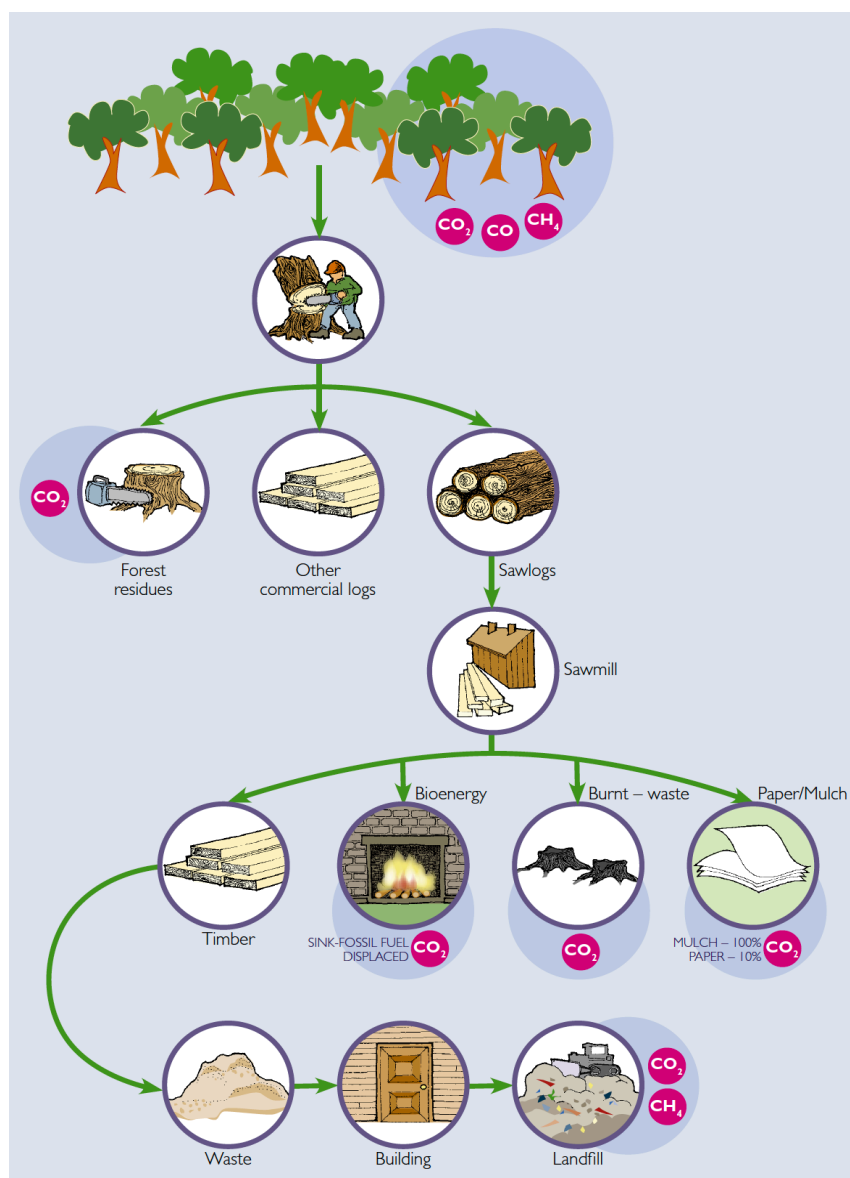 CO₂
CO
CH₄
CO₂
Forest
residues
Other
commercial logs
Sawlogs
Sawmill
Bioenergy
Burnt – waste
Paper/Mulch
Timber
SINK-FOSSIL FUEL
DISPLACED
CO₂
CO₂
MULCH – 100%
PAPER – 10%
CO₂
CO₂
CH₄
Waste
Building
Landfill